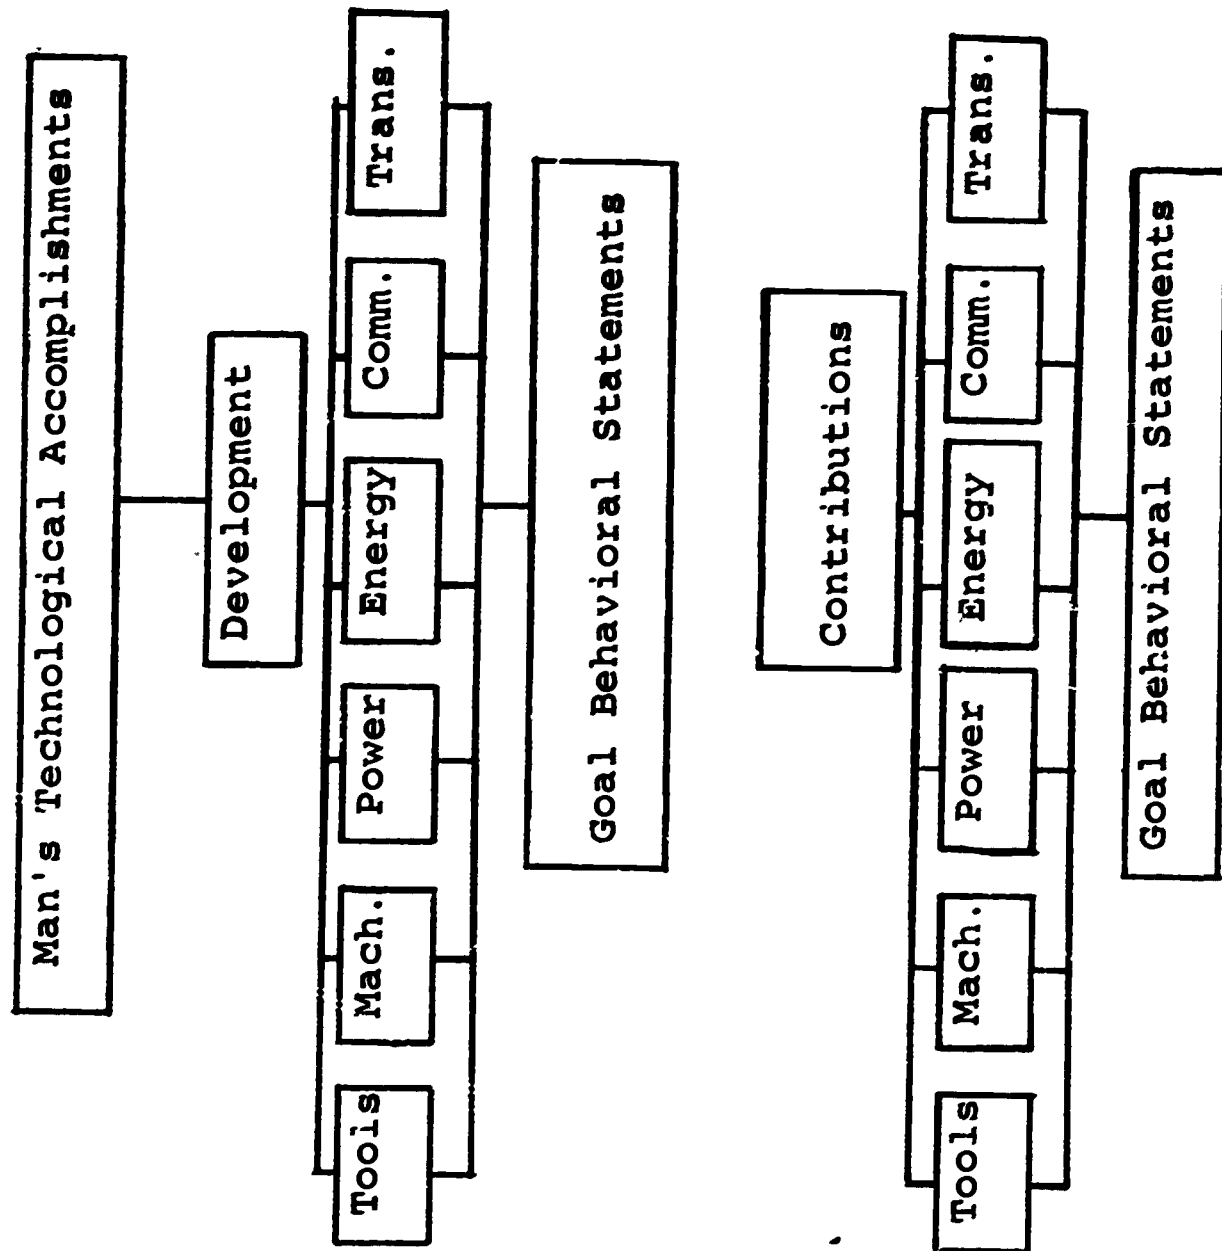 Man's Technological Accomplishments
Development
Tools Mach. Power Energy Comm. Trans.
Goal Behavioral Statements
Contributions
Tools Mach. Power Energy Comm. Trans.
Goal Behavioral Statements